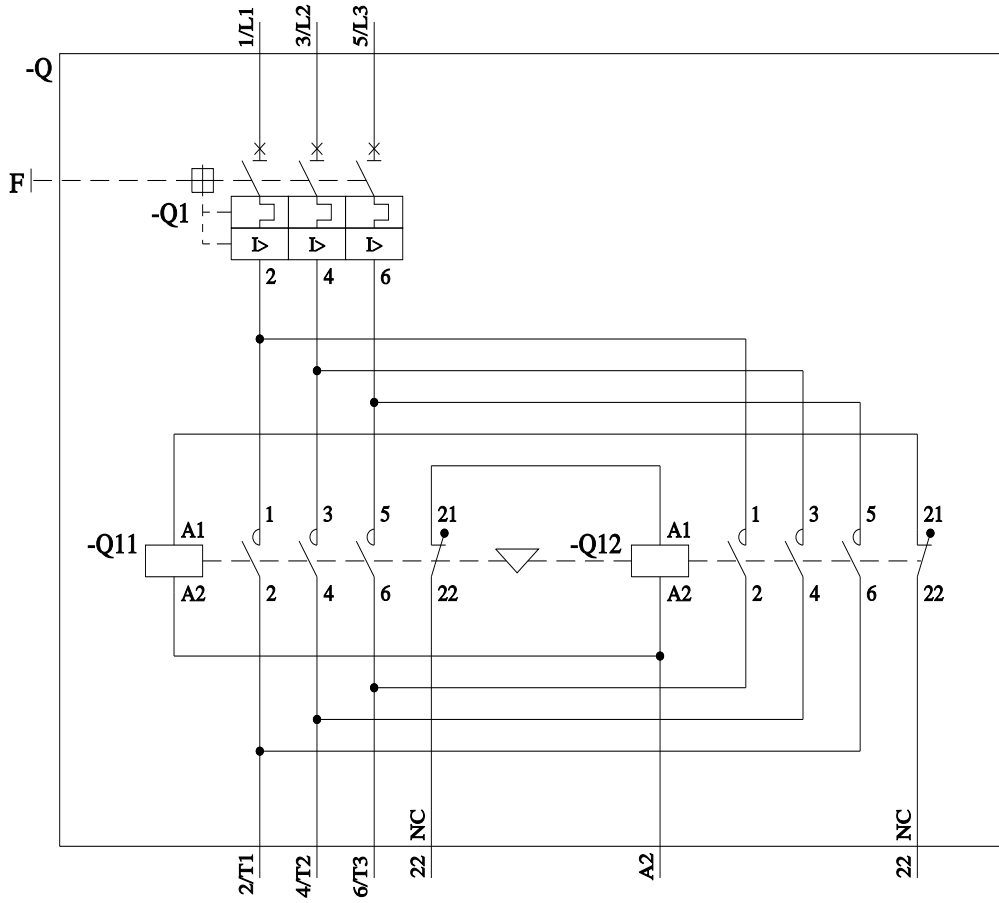 1/L1 3/L2 5/L3
-Q
F
-Q1
I> I> I>
2 4 6
1 3 5 21 1 3 5 21
A1 A1
-Q11 -Q12
A2 A2
2 4 6 22 2 4 6 22
NC NC
2/T1 4/T2 6/T3 22 A2 22